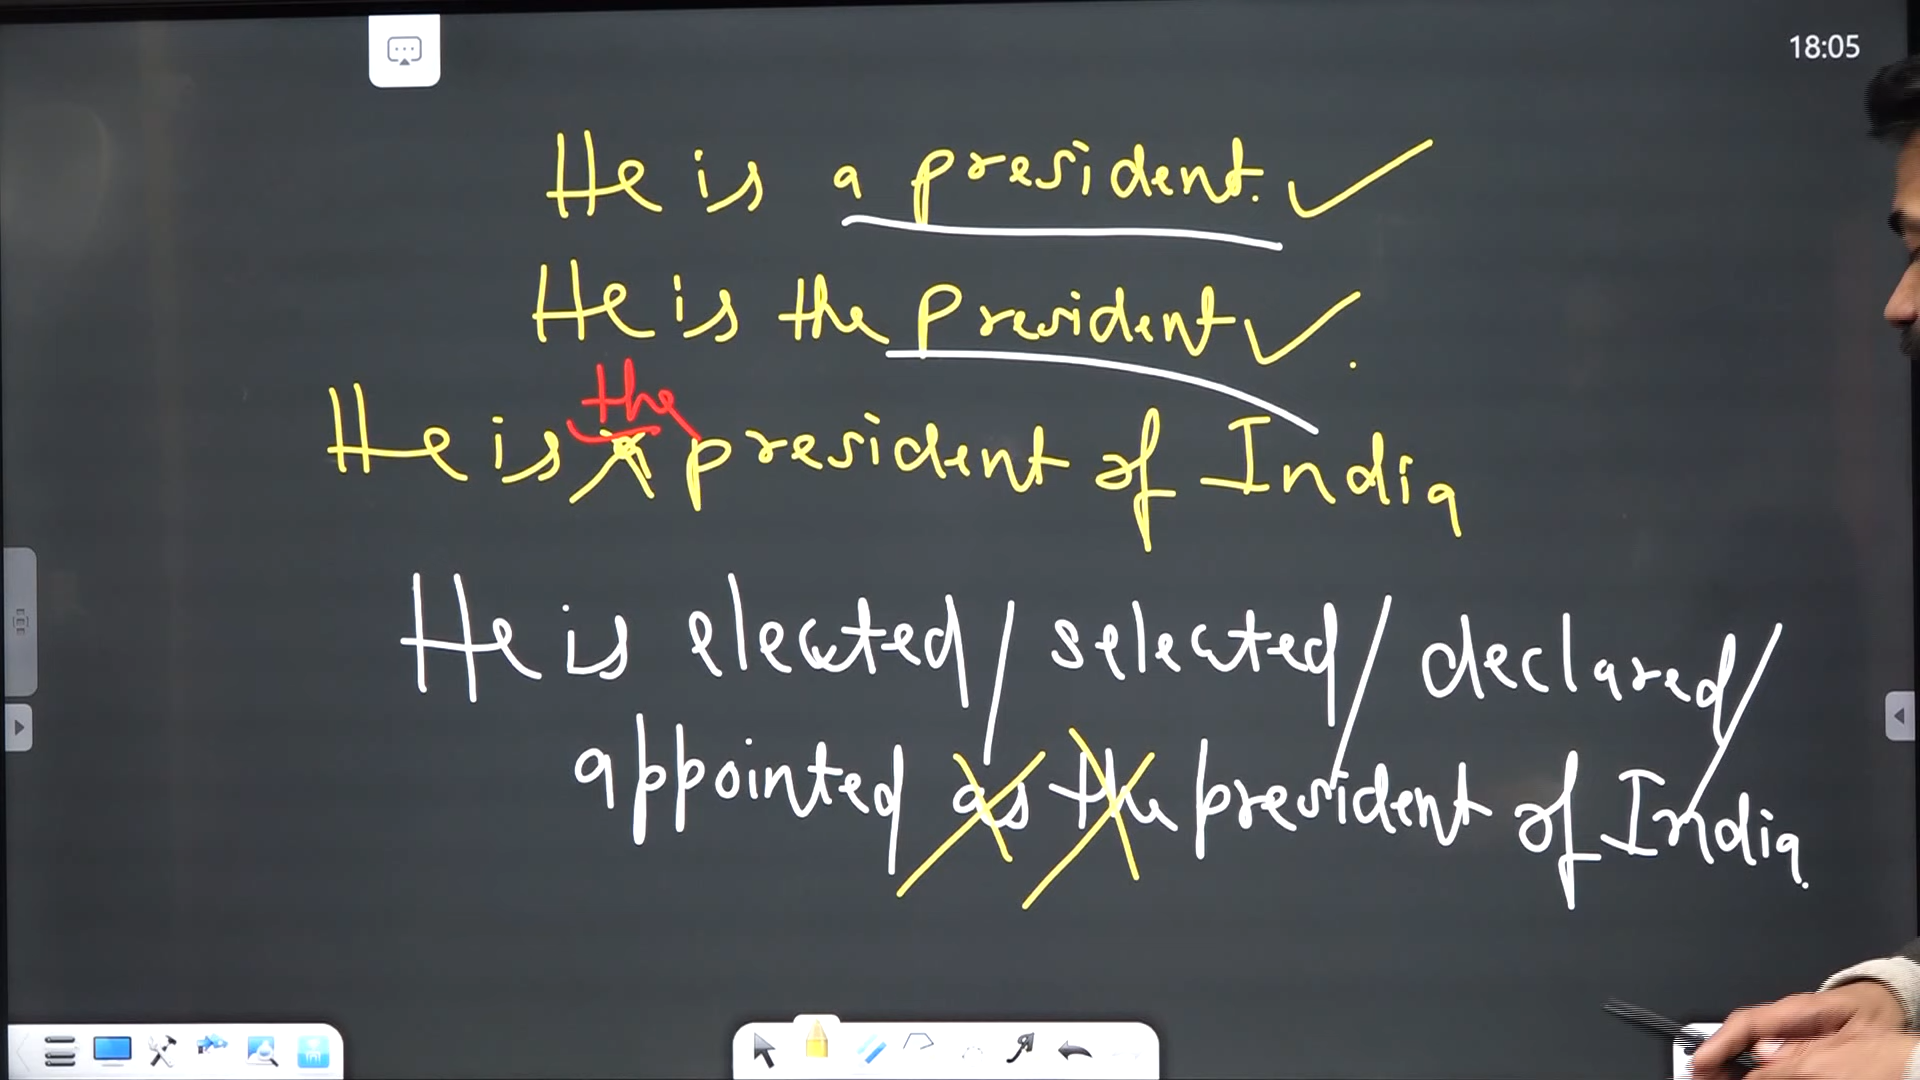 18:05
He is a president.
He is the president.
the
He is a president of India
He is elected/selected/declared/
appointed as the president of India.